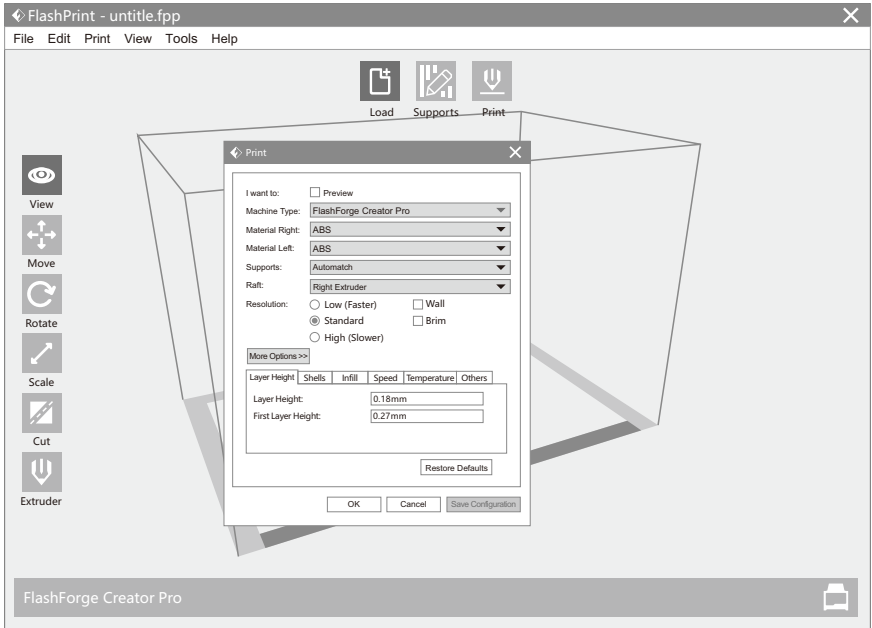 FlashPrint - untitle.fpp
File Edit Print View Tools Help
Load Supports Print
View
Move
Rotate
Scale
Cut
Extruder
Print
I want to: Preview
Machine Type: FlashForge Creator Pro
Material Right: ABS
Material Left: ABS
Supports: Automatch
Raft: Right Extruder
Resolution: Low (Faster) Wall
Standard Brim
High (Slower)
More Options >>
Layer Height Shells Infill Speed Temperature Others
Layer Height: 0.18mm
First Layer Height: 0.27mm
Restore Defaults
OK Cancel Save Configuration
FlashForge Creator Pro